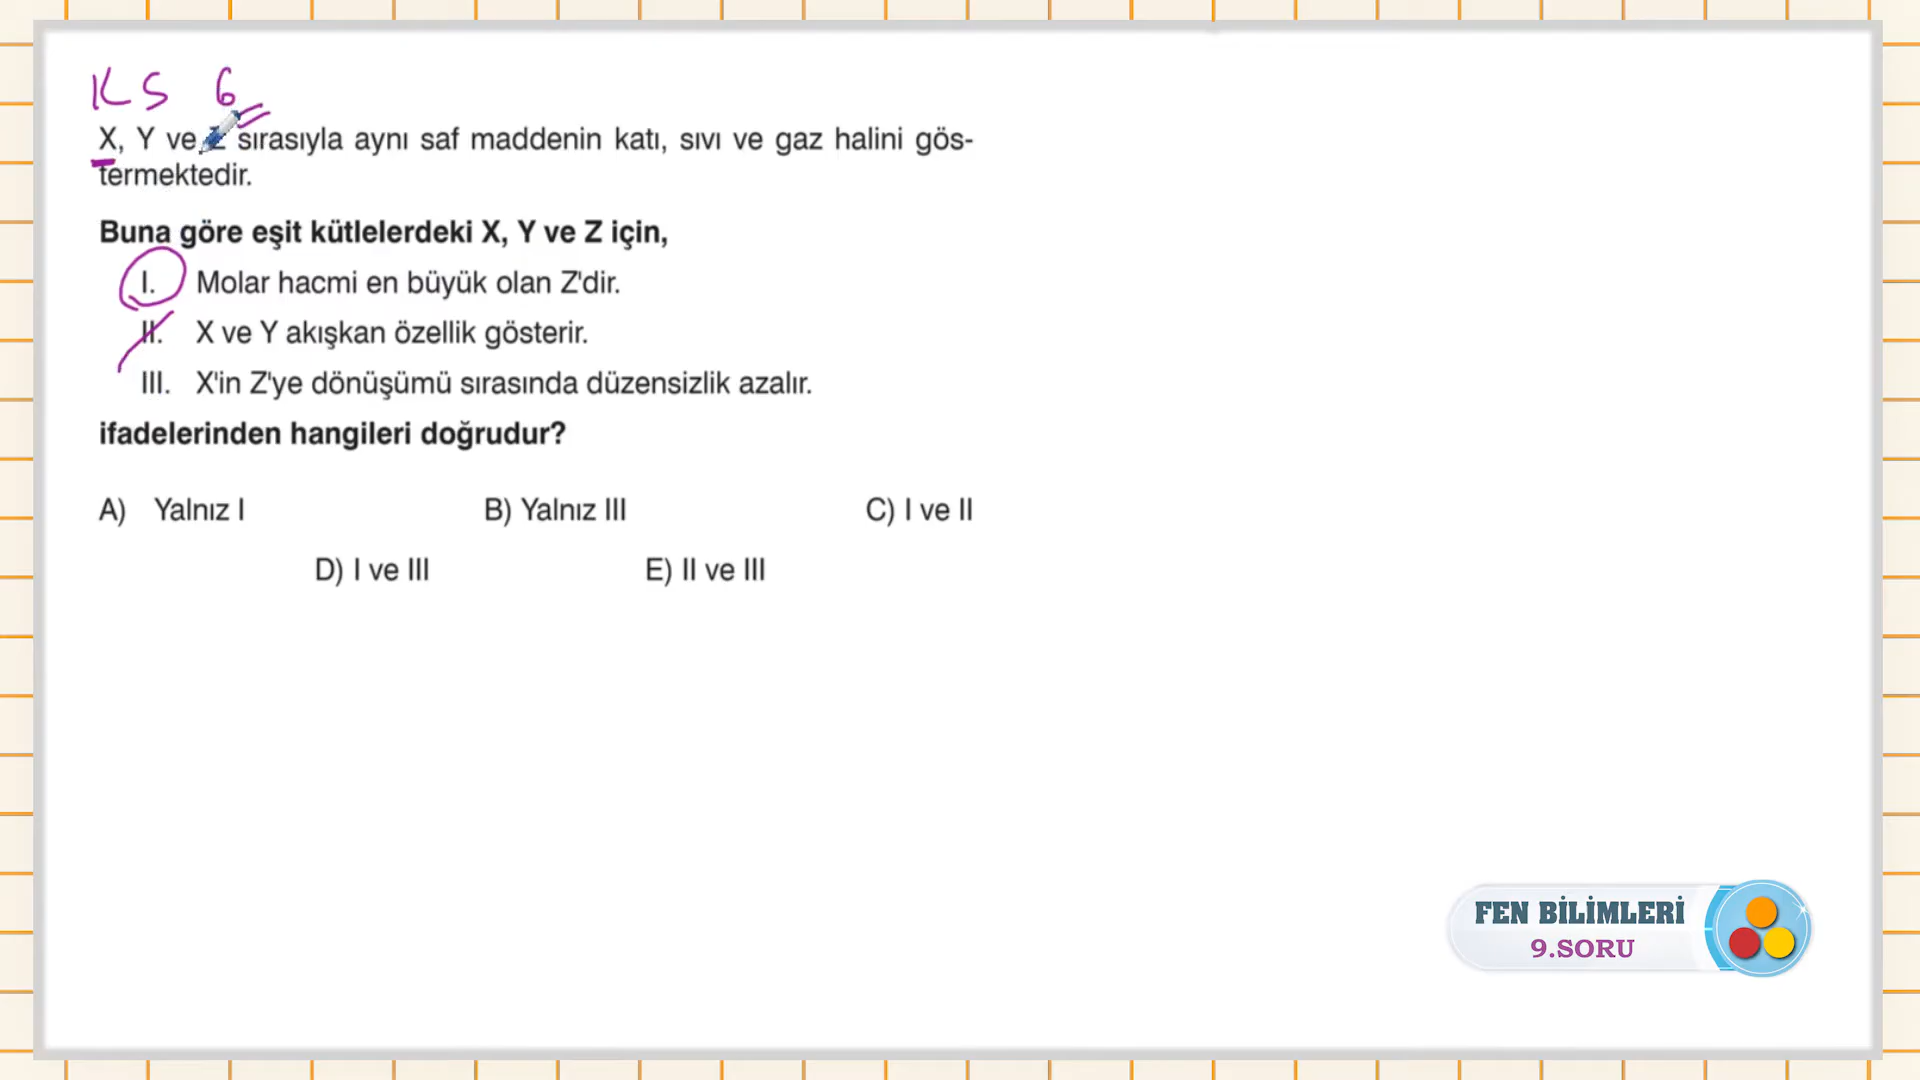 K S G
X, Y ve Z sırasıyla aynı saf maddenin katı, sıvı ve gaz halini gös-
termektedir.
Buna göre eşit kütlelerdeki X, Y ve Z için,
I. Molar hacmi en büyük olan Z'dir.
II. X ve Y akışkan özellik gösterir.
III. X'in Z'ye dönüşümü sırasında düzensizlik azalır.
ifadelerinden hangileri doğrudur?
A) Yalnız I B) Yalnız III C) I ve II
D) I ve III E) II ve III
FEN BİLİMLERİ
9.SORU